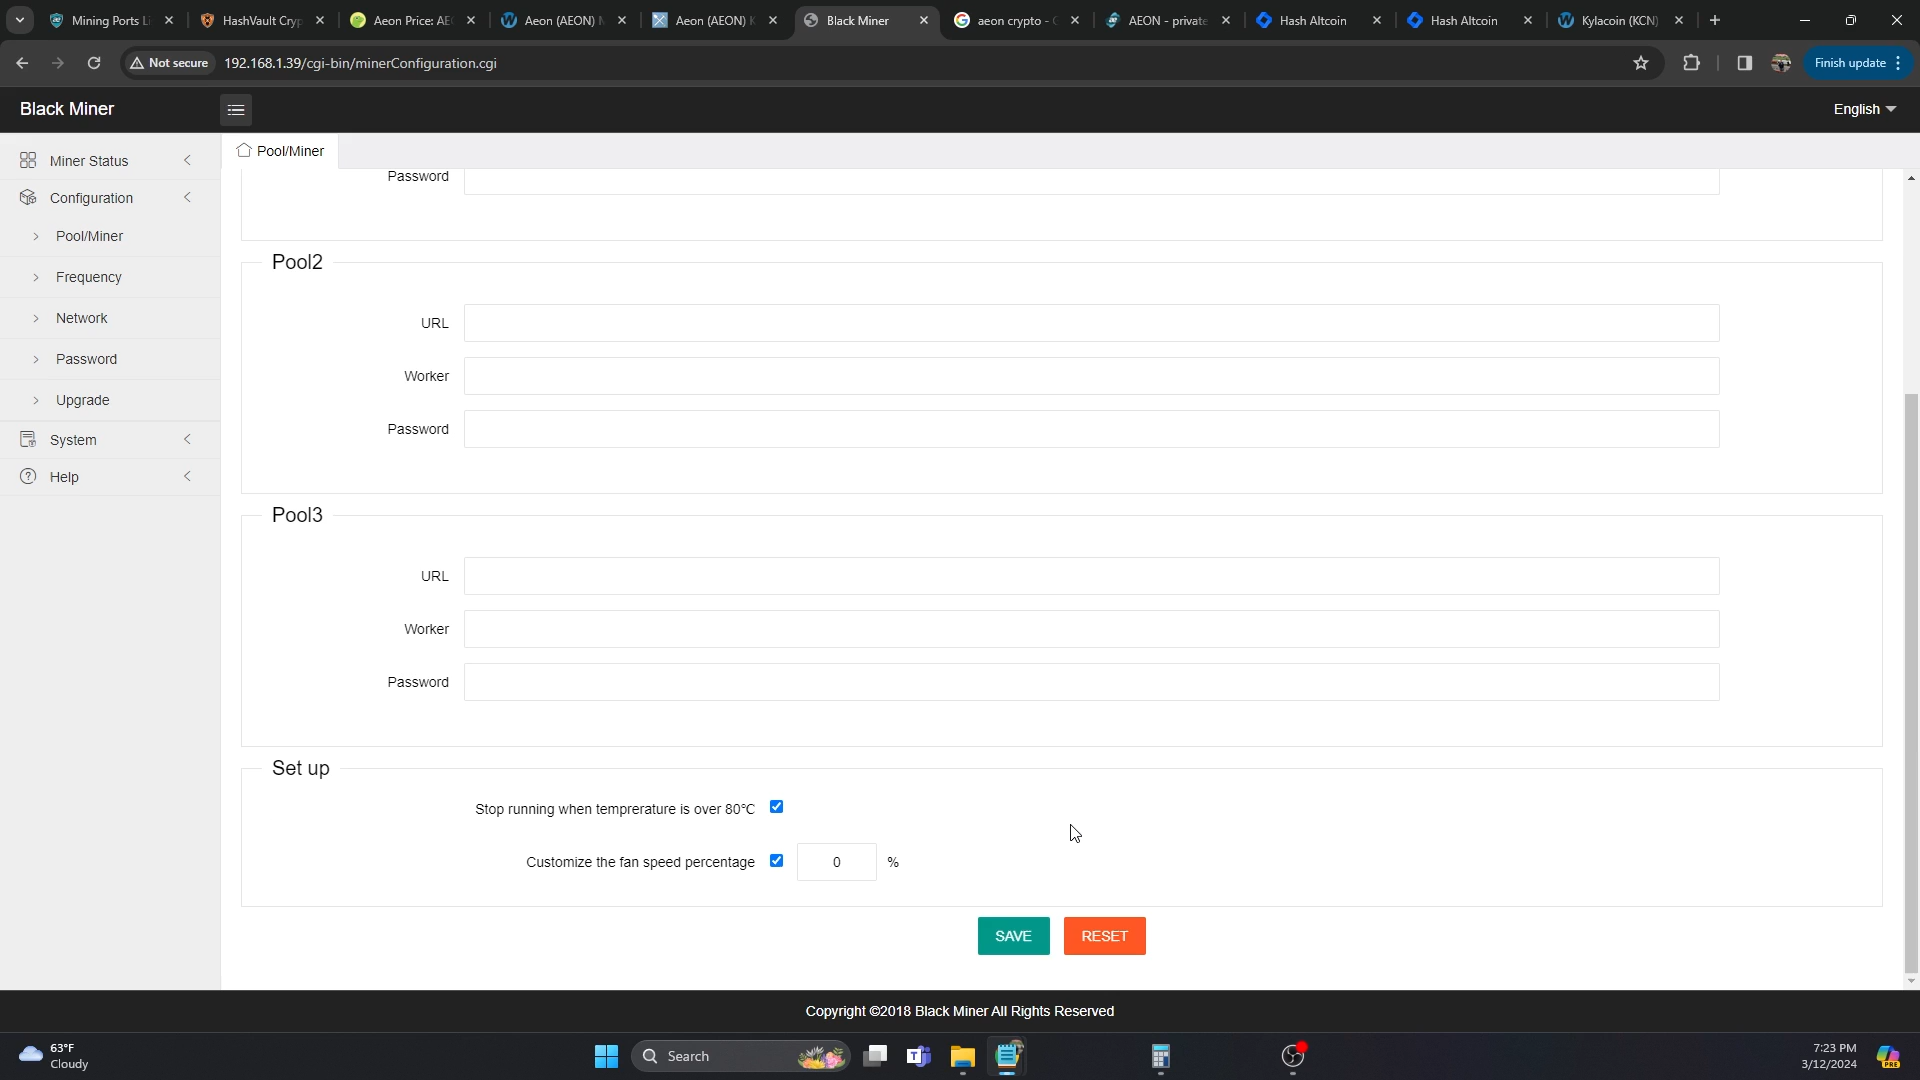 Mining Ports Li
HashVault Cryp
Aeon Price: AE
Aeon (AEON) M
Aeon (AEON) K
Black Miner
aeon crypto - G
AEON - private
Hash Altcoin
Hash Altcoin
Kylacoin (KCN)
Not secure
192.168.1.39/cgi-bin/minerConfiguration.cgi
Finish update
Black Miner
English
Miner Status
Configuration
Pool/Miner
Frequency
Network
Password
Upgrade
System
Help
Pool/Miner
Password
Pool2
URL
Worker
Password
Pool3
URL
Worker
Password
Set up
Stop running when temprerature is over 80℃
Customize the fan speed percentage 0 %
SAVE RESET
Copyright ©2018 Black Miner All Rights Reserved
63°F
Cloudy
Search
7:23 PM
3/12/2024